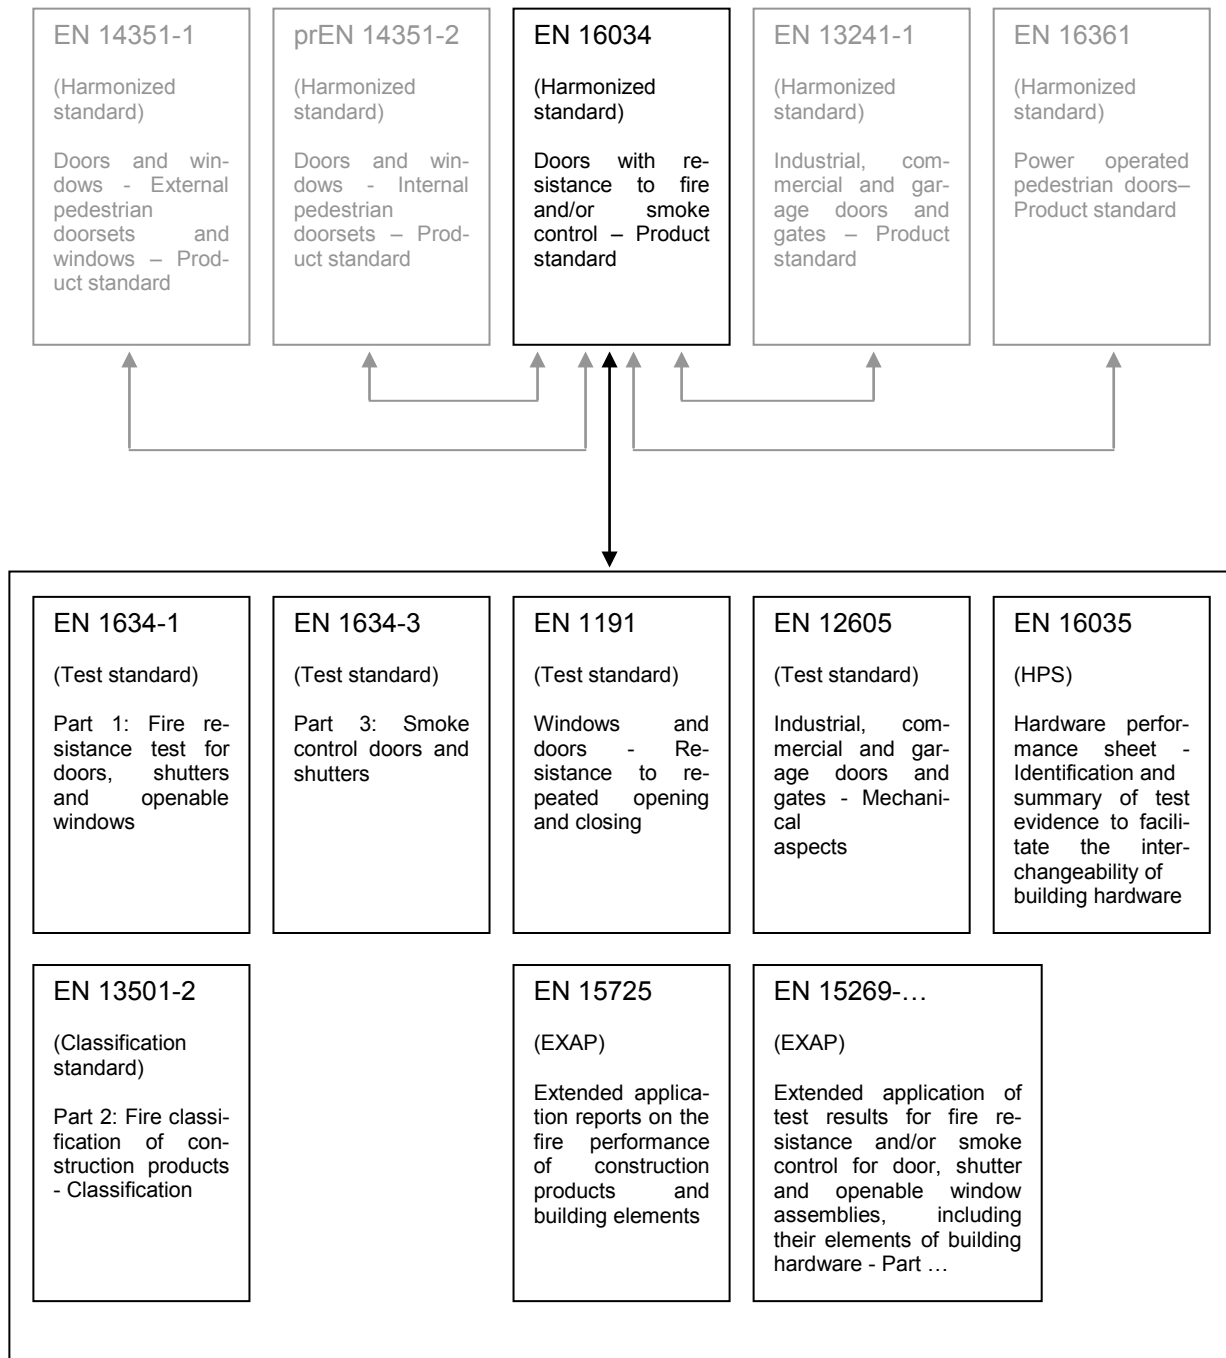 EN 14351-1
(Harmonized
standard)
Doors and win-
dows - External
pedestrian
doorsets and
windows – Prod-
uct standard
prEN 14351-2
(Harmonized
standard)
Doors and win-
dows - Internal
pedestrian
doorsets – Prod-
uct standard
EN 16034
(Harmonized
standard)
Doors with re-
sistance to fire
and/or smoke
control – Product
standard
EN 13241-1
(Harmonized
standard)
Industrial, com-
mercial and gar-
age doors and
gates – Product
standard
EN 16361
(Harmonized
standard)
Power operated
pedestrian doors–
Product standard
EN 1634-1
(Test standard)
Part 1: Fire re-
sistance test for
doors, shutters
and openable
windows
EN 1634-3
(Test standard)
Part 3: Smoke
control doors and
shutters
EN 1191
(Test standard)
Windows and
doors - Re-
sistance to re-
peated opening
and closing
EN 12605
(Test standard)
Industrial, com-
mercial and gar-
age doors and
gates - Mechani-
cal
aspects
EN 16035
(HPS)
Hardware perfor-
mance sheet -
Identification and
summary of test
evidence to facili-
tate the inter-
changeability of
building hardware
EN 13501-2
(Classification
standard)
Part 2: Fire classi-
fication of con-
struction products
- Classification
EN 15725
(EXAP)
Extended applica-
tion reports on the
fire performance
of construction
products and
building elements
EN 15269-…
(EXAP)
Extended application of
test results for fire re-
sistance and/or smoke
control for door, shutter
and openable window
assemblies, including
their elements of building
hardware - Part …